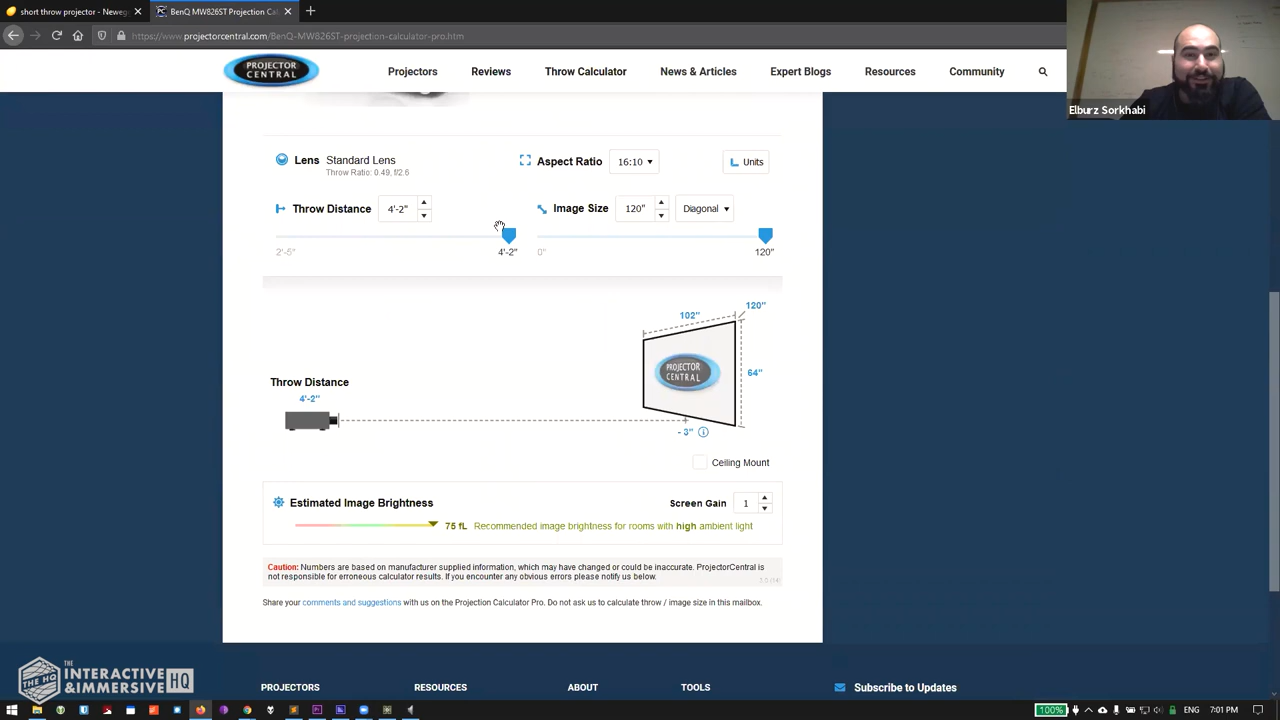 short throw projector - Neweg
BenQ MW826ST Projection Cal
https://www.projectorcentral.com/BenQ-MW826ST-projection-calculator-pro.htm
PROJECTOR
CENTRAL
Projectors
Reviews
Throw Calculator
News & Articles
Expert Blogs
Resources
Community
Elburz Sorkhabi
Lens Standard Lens
Throw Ratio: 0.49, f/2.6
Aspect Ratio 16:10
Units
Throw Distance 4'-2"
Image Size 120" Diagonal
2'-5" 4'-2" 0" 120"
120"
102"
PROJECTOR
CENTRAL
64"
Throw Distance
4'-2"
- 3"
Ceiling Mount
Estimated Image Brightness
Screen Gain 1
75 fL Recommended image brightness for rooms with high ambient light
Caution: Numbers are based on manufacturer supplied information, which may have changed or could be inaccurate. ProjectorCentral is
not responsible for erroneous calculator results. If you encounter any obvious errors please notify us below.
Share your comments and suggestions with us on the Projection Calculator Pro. Do not ask us to calculate throw / image size in this mailbox.
THE HQ
THE
INTERACTIVE
& IMMERSIVE HQ
PROJECTORS
RESOURCES
ABOUT
TOOLS
Subscribe to Updates
100%
7:01 PM